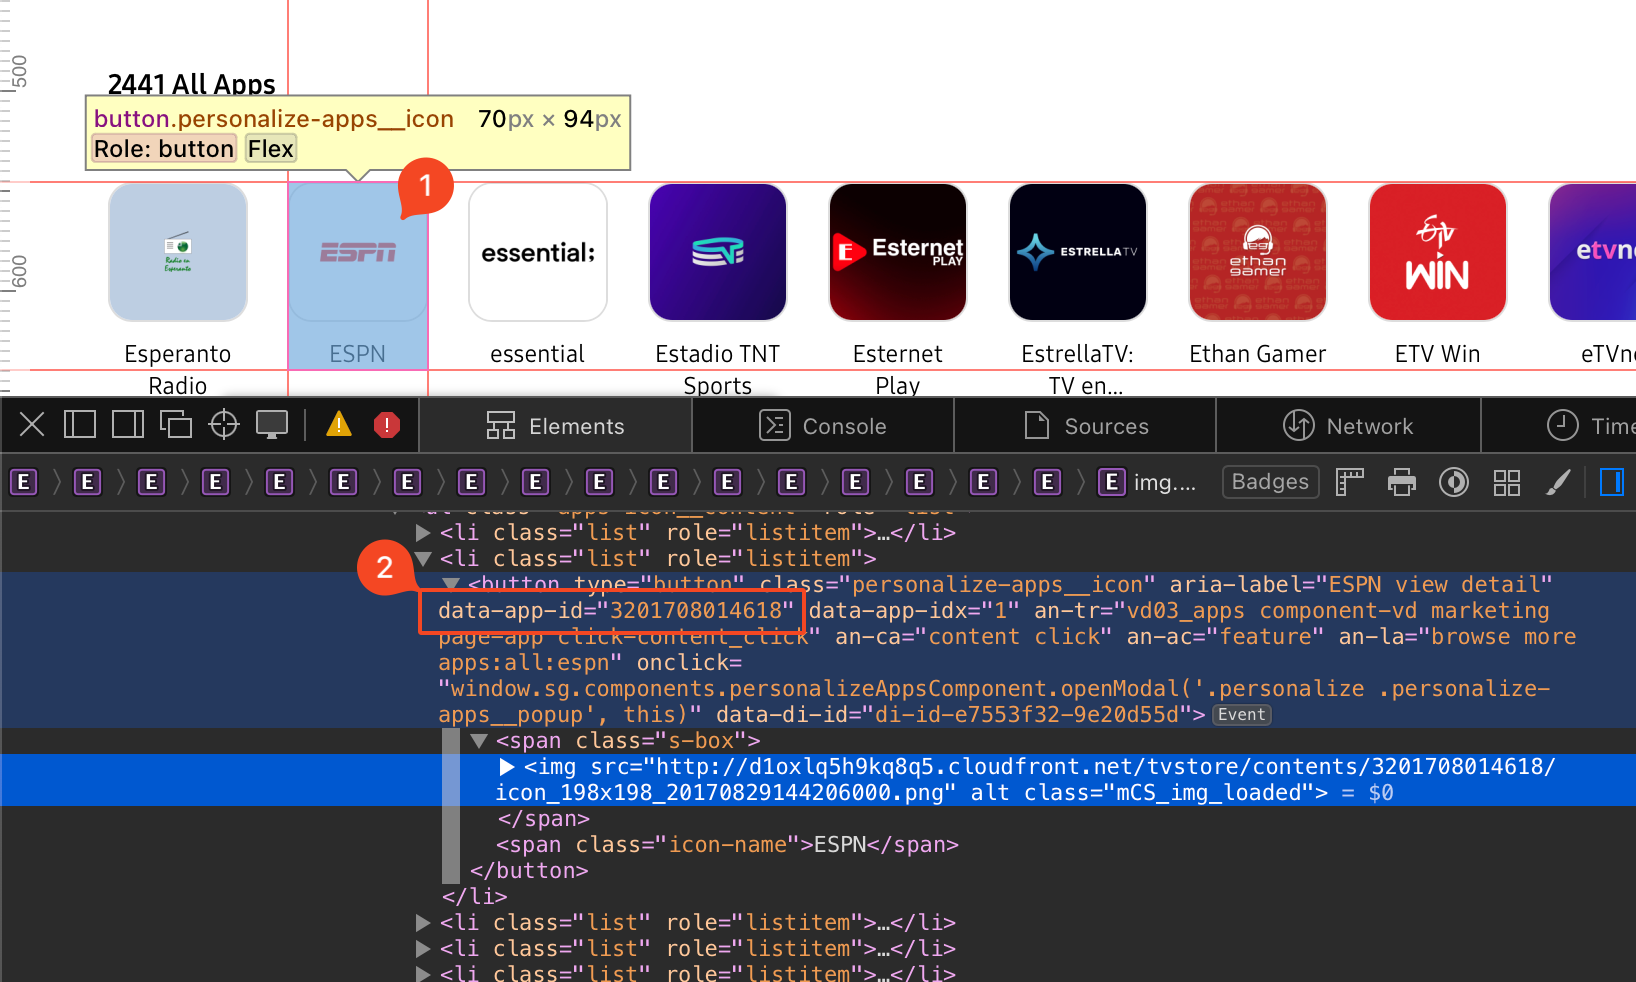 500
2441 All Apps
button.personalize-apps__icon 70px × 94px
Role: button Flex
1
600
Radio en
Esperanto
ESPN
essential;
E Esternet
PLAY
ESTRELLA TV
eg
ethan
gamer
ETV
WIN
etvn
Esperanto
Radio
ESPN
essential
Estadio TNT
Sports
Esternet
Play
EstrellaTV:
TV en...
Ethan Gamer
ETV Win
eTVn
Elements
Console
Sources
Network
Time
E E E E E E E E E E E E E E E E E E img.... Badges
<li class="list" role="listitem">…</li>
<li class="list" role="listitem">
2
<button type="button" class="personalize-apps__icon" aria-label="ESPN view detail"
data-app-id="3201708014618" data-app-idx="1" an-tr="vd03_apps component-vd marketing
page-app click-content_click" an-ca="content click" an-ac="feature" an-la="browse more
apps:all:espn" onclick=
"window.sg.components.personalizeAppsComponent.openModal('.personalize .personalize-
apps__popup', this)" data-di-id="di-id-e7553f32-9e20d55d"> Event
<span class="s-box">
<img src="http://d1oxlq5h9kq8q5.cloudfront.net/tvstore/contents/3201708014618/
icon_198x198_20170829144206000.png" alt class="mCS_img_loaded"> = $0
</span>
<span class="icon-name">ESPN</span>
</button>
</li>
<li class="list" role="listitem">…</li>
<li class="list" role="listitem">…</li>
<li class="list" role="listitem">…</li>